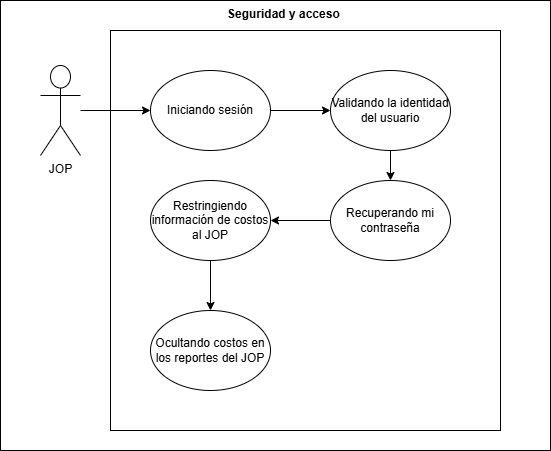 Seguridad y acceso
Iniciando sesión
Validando la identidad
del usuario
JOP
Restringiendo
información de costos
al JOP
Recuperando mi
contraseña
Ocultando costos en
los reportes del JOP